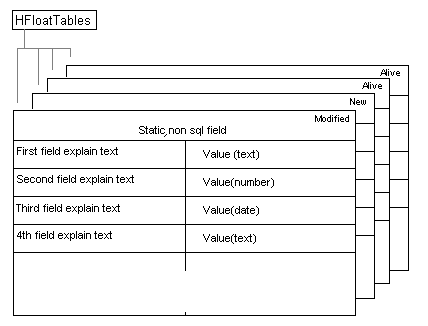 HFloatTables
Alive
Alive
New
Modified
Static non sql field
First field explain text Value (text)
Second field explain text Value(number)
Third field explain text Value(date)
4th field explain text Value(text)